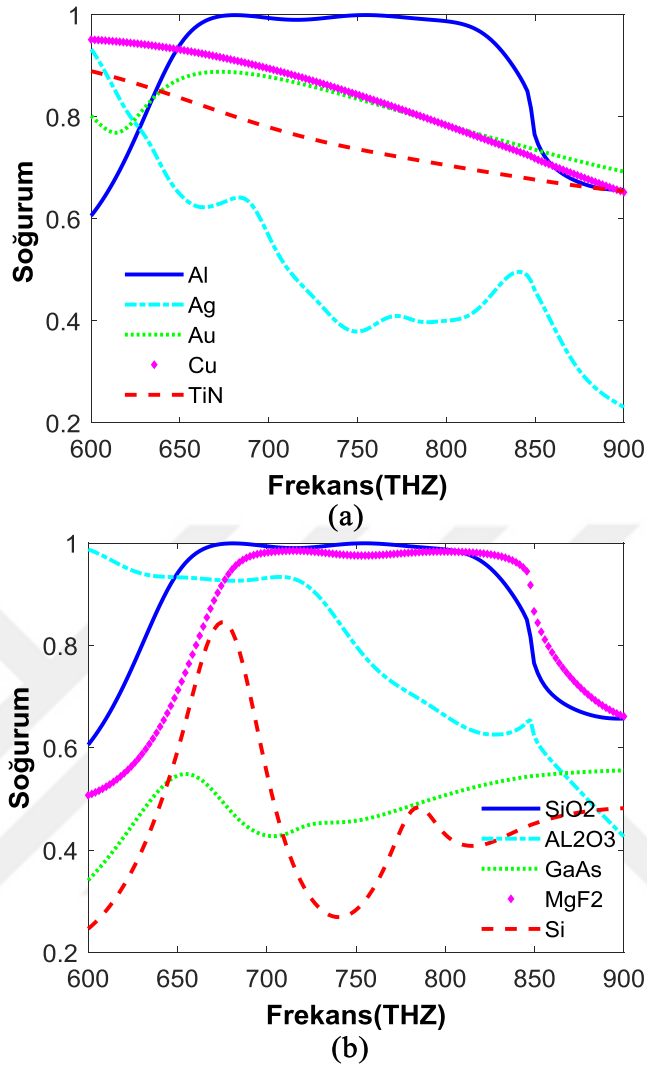 1
0.8
0.6
0.4
0.2
Soğurum
Al
Ag
Au
Cu
TiN
600 650 700 750 800 850 900
Frekans(THZ)
(a)
1
0.8
0.6
0.4
0.2
Soğurum
SiO2
AL2O3
GaAs
MgF2
Si
600 650 700 750 800 850 900
Frekans(THZ)
(b)